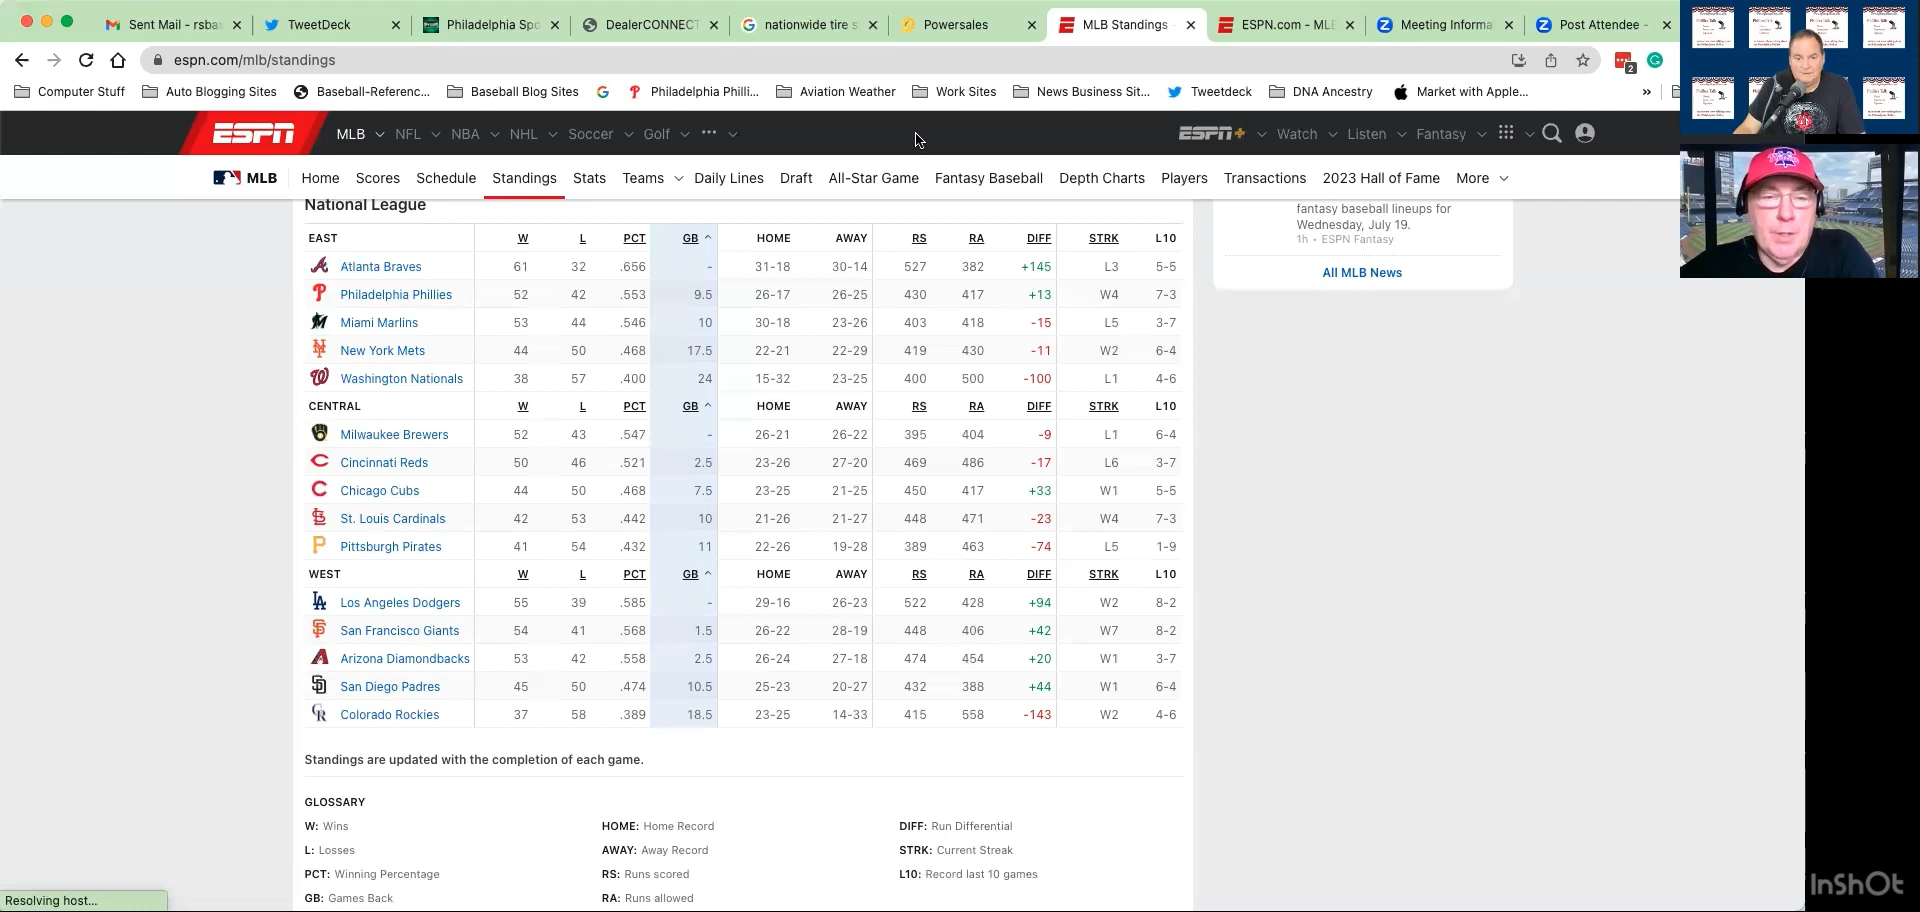 Sent Mail - rsba
TweetDeck
Philadelphia Spo
DealerCONNECT
nationwide tire s
Powersales
MLB Standings
ESPN.com - MLB
Meeting Informa
Post Attendee -
espn.com/mlb/standings
2
Computer Stuff
Auto Blogging Sites
Baseball-Referenc...
Baseball Blog Sites
Philadelphia Philli...
Aviation Weather
Work Sites
News Business Sit...
Tweetdeck
DNA Ancestry
Market with Apple...
»
ESPN MLB NFL NBA NHL Soccer Golf ••• ESPN+ Watch Listen Fantasy
MLB Home Scores Schedule Standings Stats Teams Daily Lines Draft All-Star Game Fantasy Baseball Depth Charts Players Transactions 2023 Hall of Fame More
National League
EAST W L PCT GB HOME AWAY RS RA DIFF STRK L10
Atlanta Braves 61 32 .656 - 31-18 30-14 527 382 +145 L3 5-5
Philadelphia Phillies 52 42 .553 9.5 26-17 26-25 430 417 +13 W4 7-3
Miami Marlins 53 44 .546 10 30-18 23-26 403 418 -15 L5 3-7
New York Mets 44 50 .468 17.5 22-21 22-29 419 430 -11 W2 6-4
Washington Nationals 38 57 .400 24 15-32 23-25 400 500 -100 L1 4-6
CENTRAL W L PCT GB HOME AWAY RS RA DIFF STRK L10
Milwaukee Brewers 52 43 .547 - 26-21 26-22 395 404 -9 L1 6-4
Cincinnati Reds 50 46 .521 2.5 23-26 27-20 469 486 -17 L6 3-7
Chicago Cubs 44 50 .468 7.5 23-25 21-25 450 417 +33 W1 5-5
St. Louis Cardinals 42 53 .442 10 21-26 21-27 448 471 -23 W4 7-3
Pittsburgh Pirates 41 54 .432 11 22-26 19-28 389 463 -74 L5 1-9
WEST W L PCT GB HOME AWAY RS RA DIFF STRK L10
Los Angeles Dodgers 55 39 .585 - 29-16 26-23 522 428 +94 W2 8-2
San Francisco Giants 54 41 .568 1.5 26-22 28-19 448 406 +42 W7 8-2
Arizona Diamondbacks 53 42 .558 2.5 26-24 27-18 474 454 +20 W1 3-7
San Diego Padres 45 50 .474 10.5 25-23 20-27 432 388 +44 W1 6-4
Colorado Rockies 37 58 .389 18.5 23-25 14-33 415 558 -143 W2 4-6
Standings are updated with the completion of each game.
GLOSSARY
W: Wins HOME: Home Record DIFF: Run Differential
L: Losses AWAY: Away Record STRK: Current Streak
PCT: Winning Percentage RS: Runs scored L10: Record last 10 games
GB: Games Back RA: Runs allowed
fantasy baseball lineups for
Wednesday, July 19.
1h • ESPN Fantasy
All MLB News
Resolving host...
InShOt